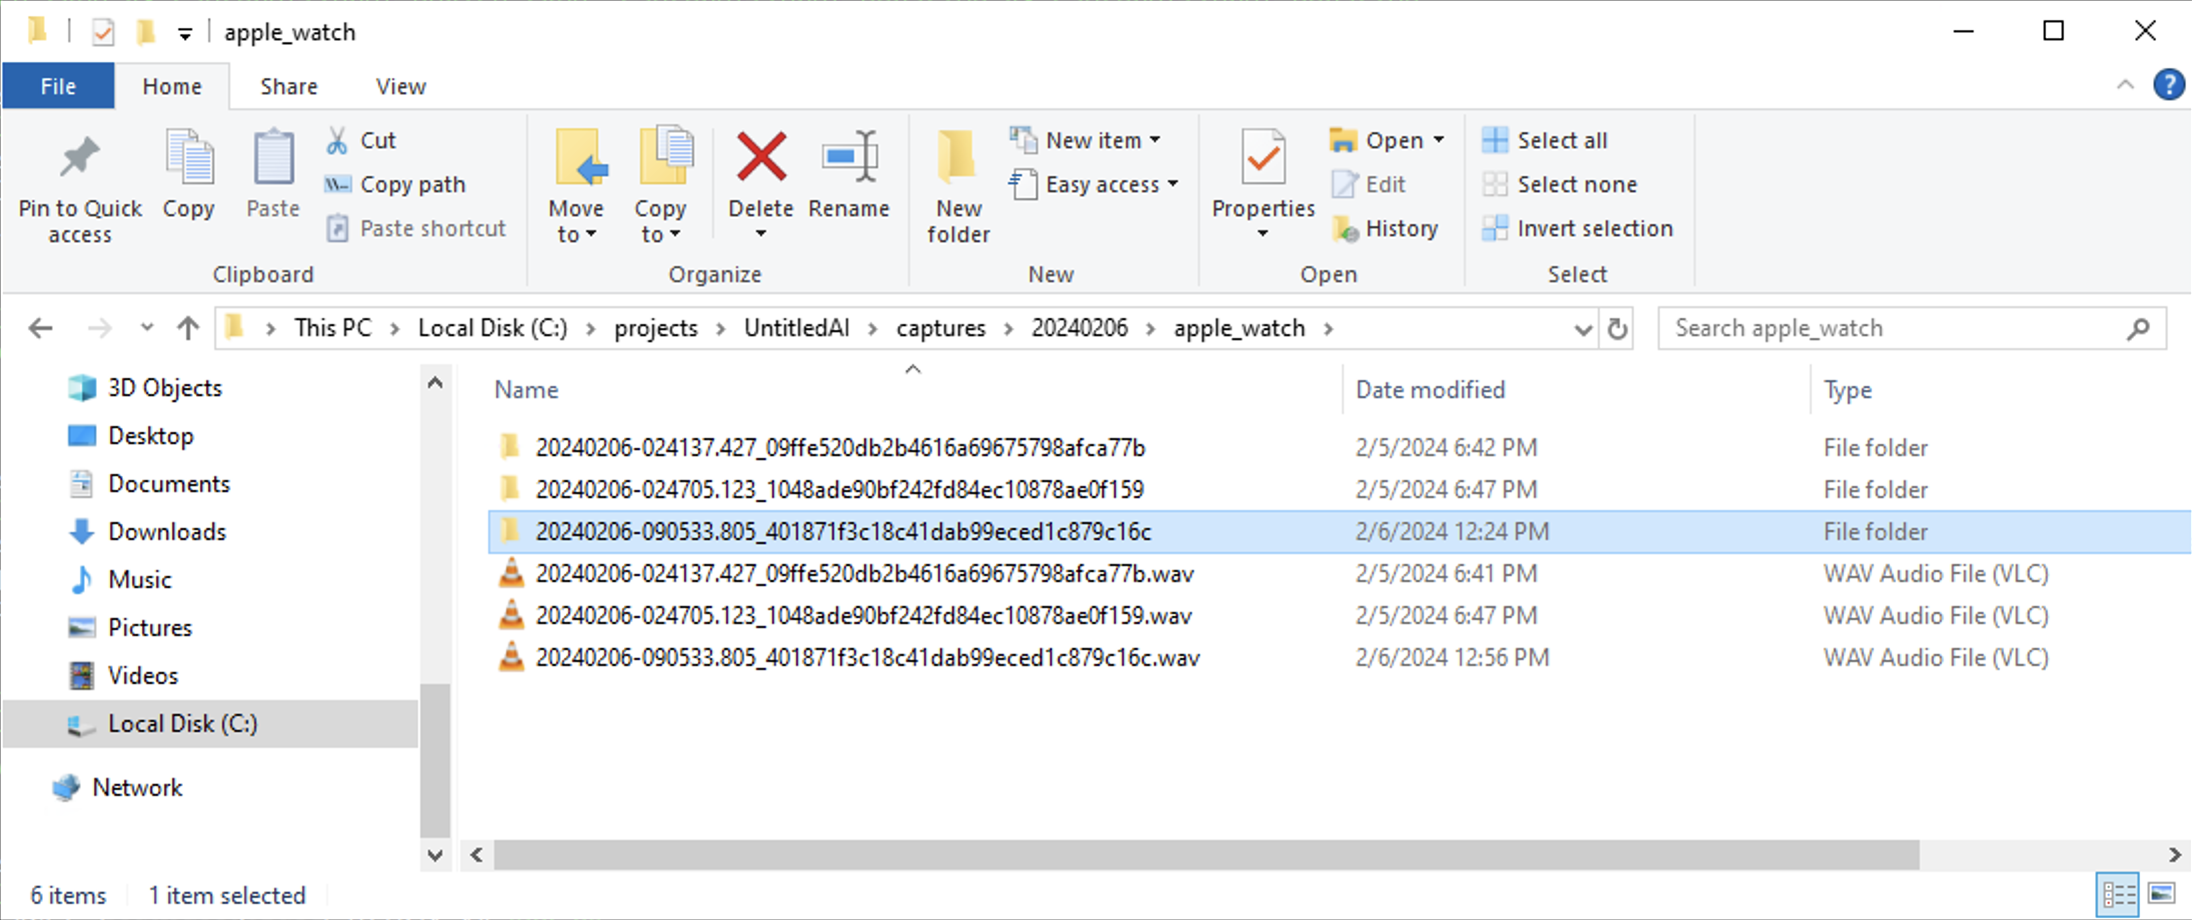 apple_watch
File Home Share View
Pin to Quick access
Copy
Paste
Cut
Copy path
Paste shortcut
Clipboard
Move to
Copy to
Delete
Rename
Organize
New folder
New item
Easy access
New
Properties
Open
Edit
History
Open
Select all
Select none
Invert selection
Select
This PC > Local Disk (C:) > projects > UntitledAI > captures > 20240206 > apple_watch >
Search apple_watch
3D Objects
Desktop
Documents
Downloads
Music
Pictures
Videos
Local Disk (C:)
Network
Name Date modified Type
20240206-024137.427_09ffe520db2b4616a69675798afca77b 2/5/2024 6:42 PM File folder
20240206-024705.123_1048ade90bf242fd84ec10878ae0f159 2/5/2024 6:47 PM File folder
20240206-090533.805_401871f3c18c41dab99eced1c879c16c 2/6/2024 12:24 PM File folder
20240206-024137.427_09ffe520db2b4616a69675798afca77b.wav 2/5/2024 6:41 PM WAV Audio File (VLC)
20240206-024705.123_1048ade90bf242fd84ec10878ae0f159.wav 2/5/2024 6:47 PM WAV Audio File (VLC)
20240206-090533.805_401871f3c18c41dab99eced1c879c16c.wav 2/6/2024 12:56 PM WAV Audio File (VLC)
6 items 1 item selected